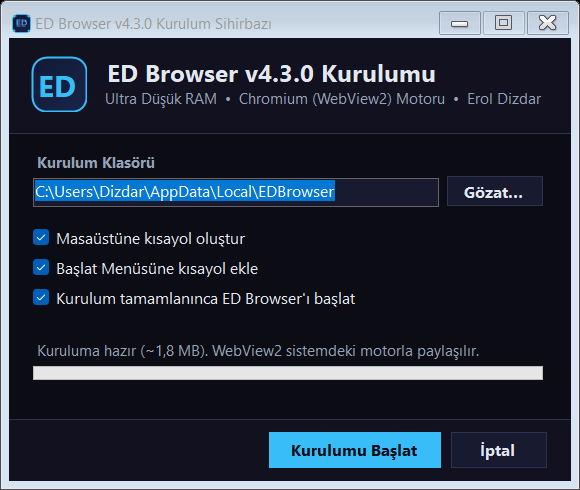 ED ED Browser v4.3.0 Kurulum Sihirbazı
ED
ED Browser v4.3.0 Kurulumu
Ultra Düşük RAM • Chromium (WebView2) Motoru • Erol Dizdar
Kurulum Klasörü
C:\Users\Dizdar\AppData\Local\EDBrowser
Gözat...
Masaüstüne kısayol oluştur
Başlat Menüsüne kısayol ekle
Kurulum tamamlanınca ED Browser'ı başlat
Kuruluma hazır (~1,8 MB). WebView2 sistemdeki motorla paylaşılır.
Kurulumu Başlat
İptal